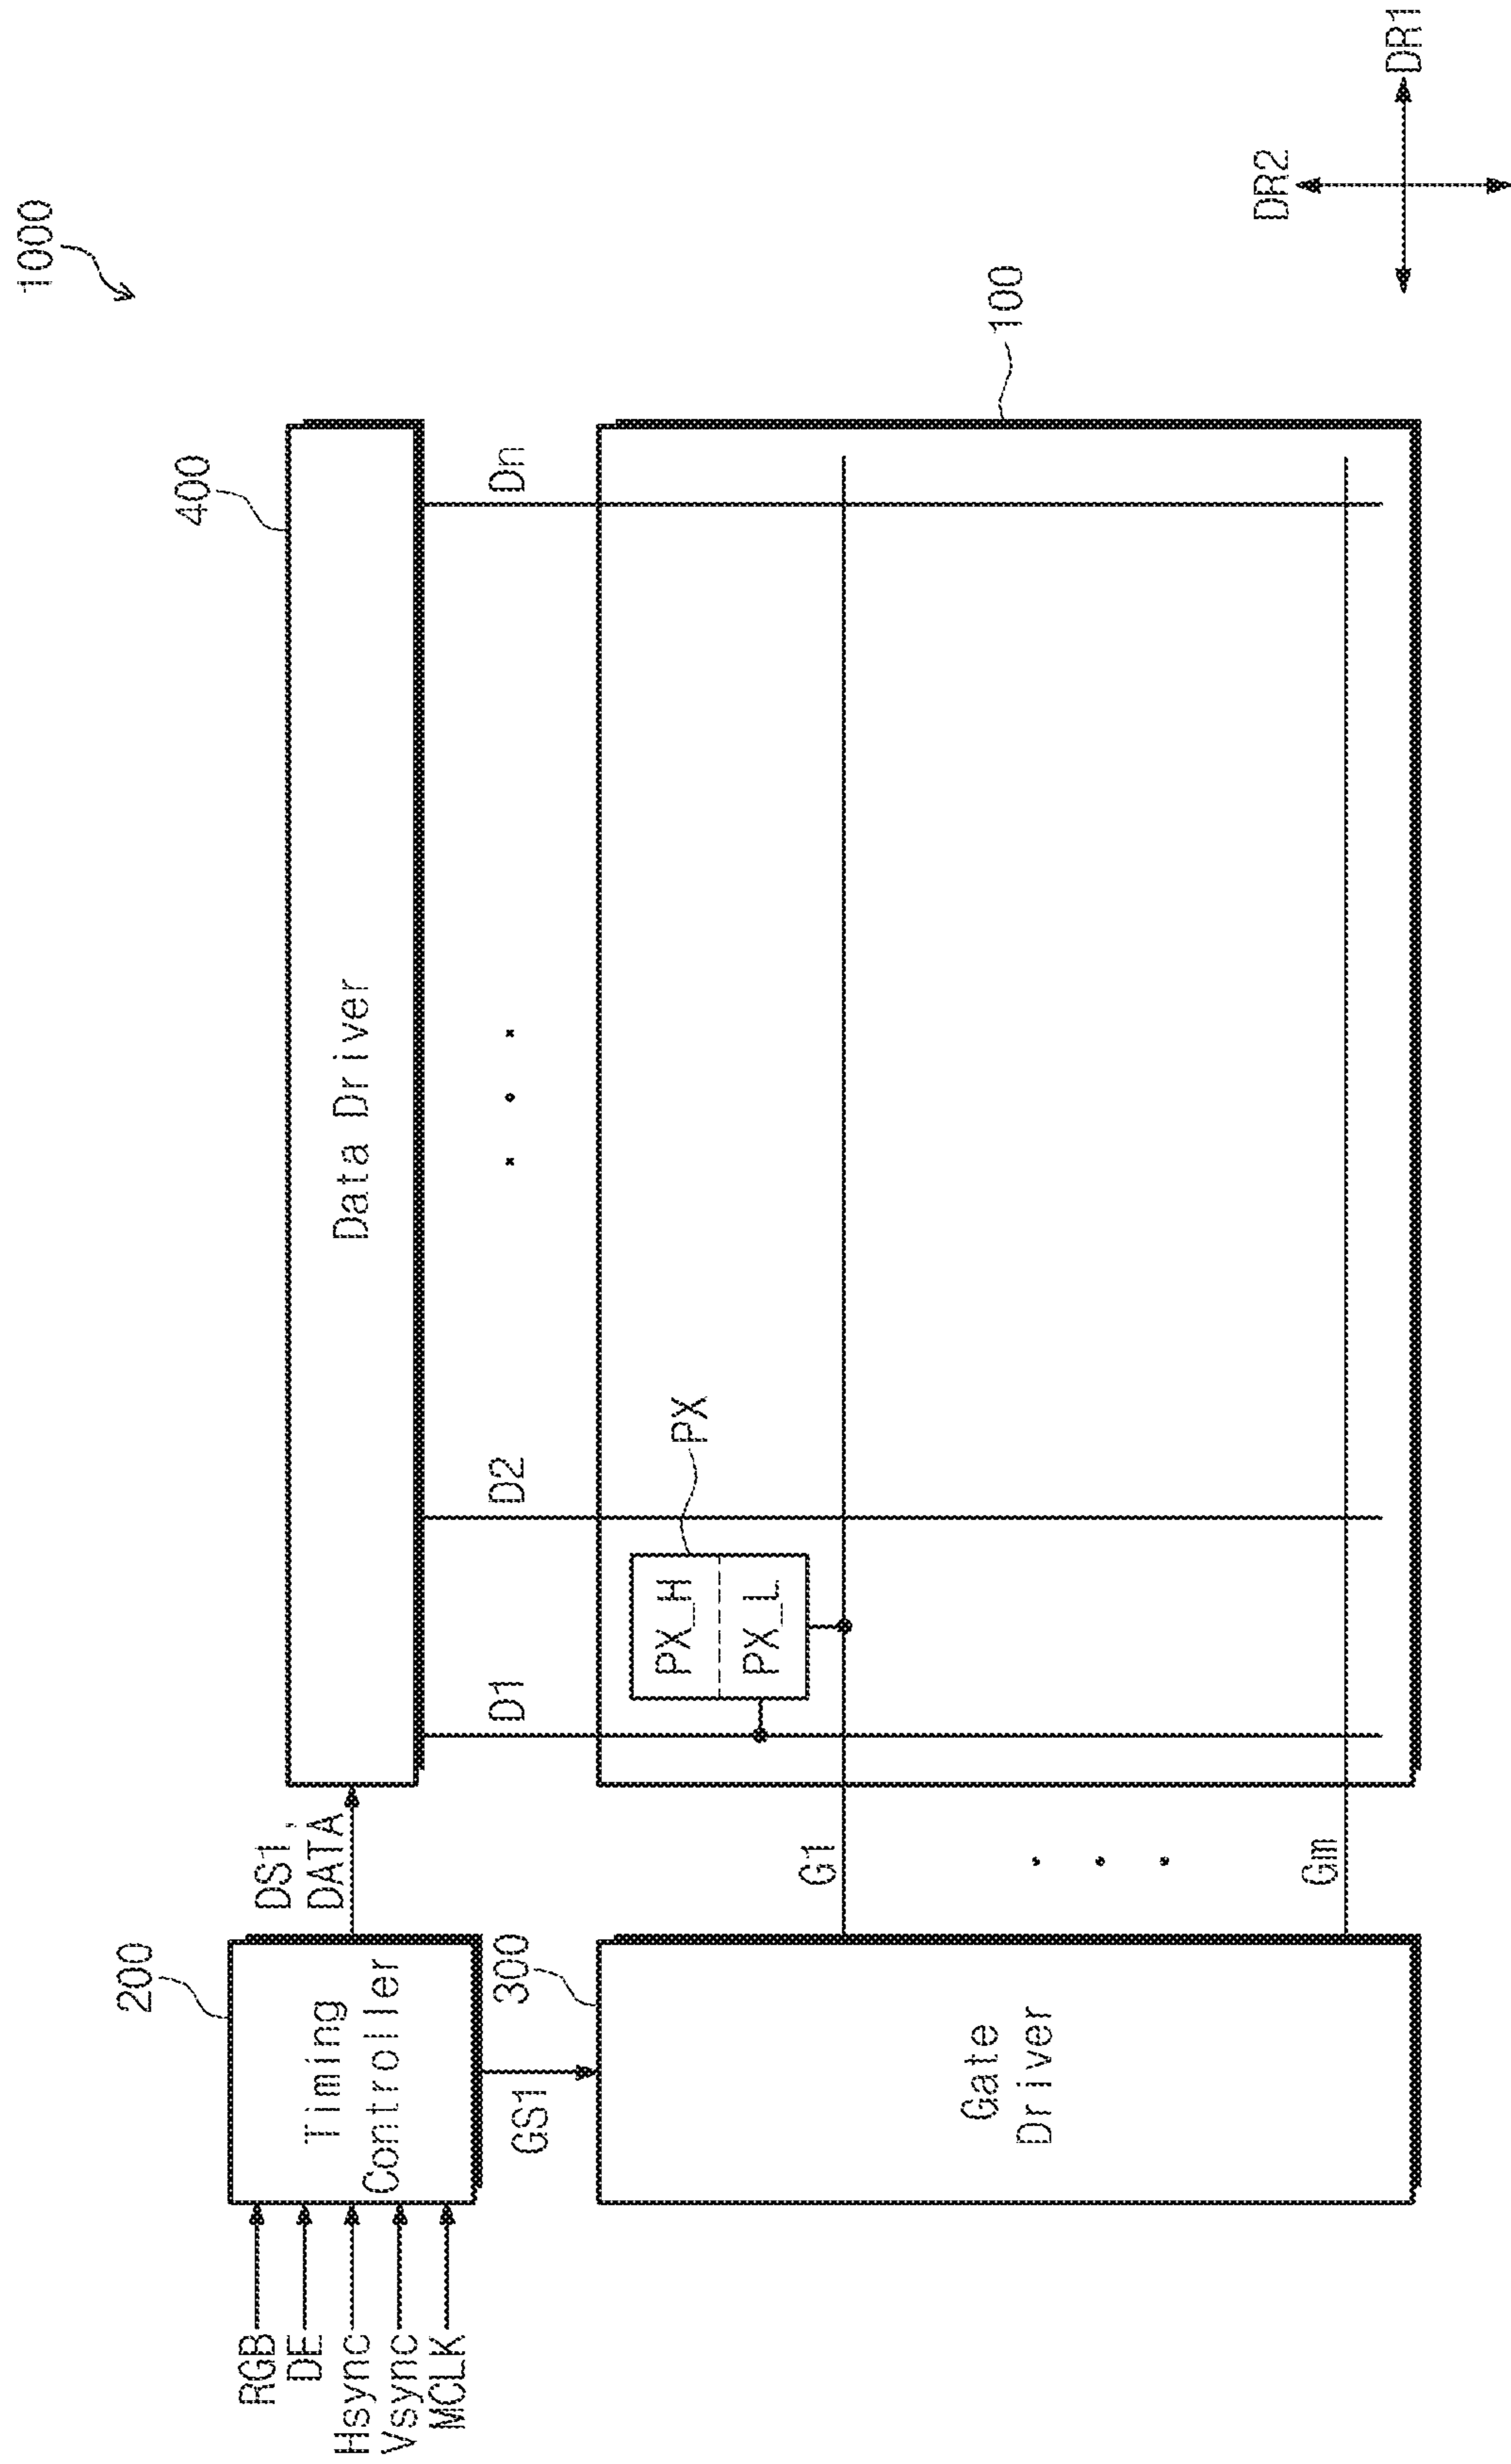 1000
400
200
Data Driver
DS1,
DATA
Timing
Controller
RGB
DE
Hsync
Vsync
MCLK
GS1
300
D1
D2
Dn
PX_H
PX_L
PX
100
G1
Gm
Gate
Driver
DR2
DR1